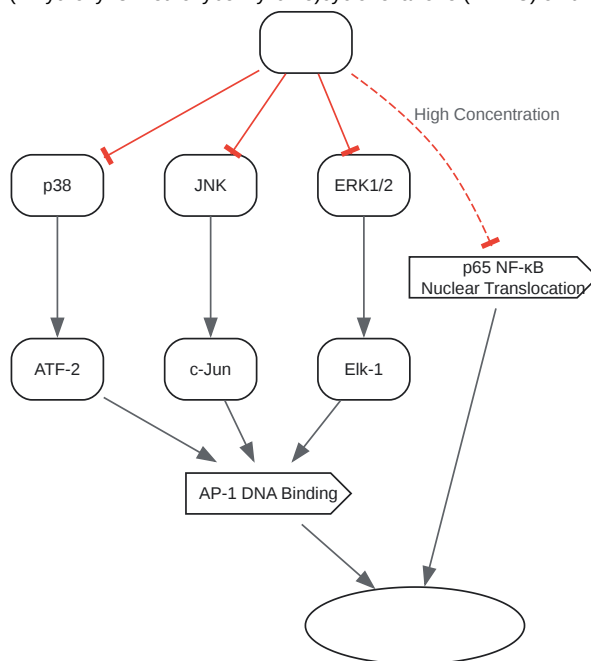 High Concentration
p38
JNK
ERK1/2
p65 NF-κB
Nuclear Translocation
ATF-2
c-Jun
Elk-1
AP-1 DNA Binding